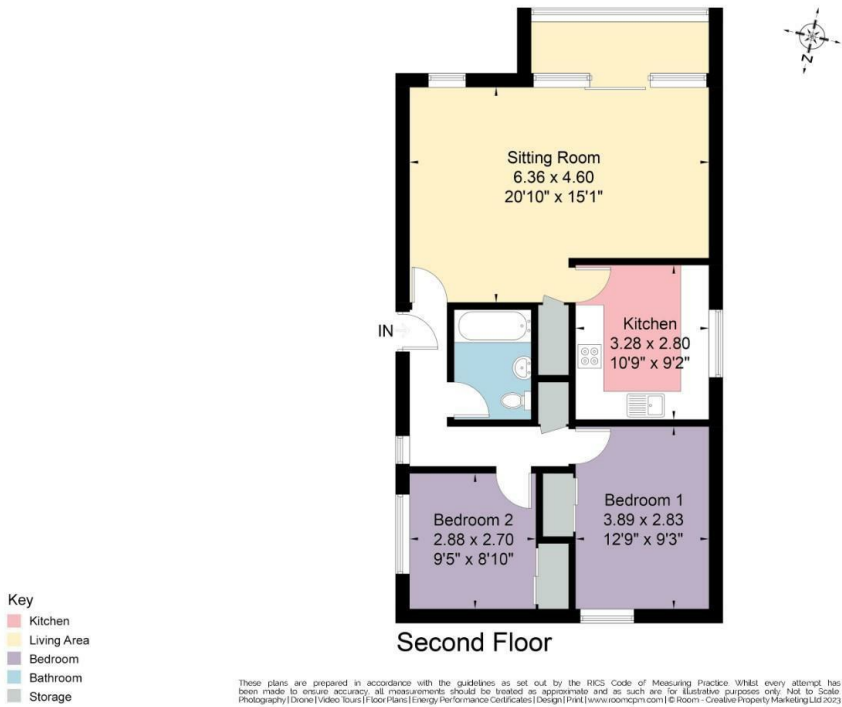 N
Sitting Room
6.36 x 4.60
20'10" x 15'1"
IN
Kitchen
3.28 x 2.80
10'9" x 9'2"
Bedroom 1
3.89 x 2.83
12'9" x 9'3"
Bedroom 2
2.88 x 2.70
9'5" x 8'10"
Second Floor
Key
Kitchen
Living Area
Bedroom
Bathroom
Storage
These plans are prepared in accordance with the guidelines as set out by the RICS Code of Measuring Practice. Whilst every attempt has
been made to ensure accuracy, all measurements should be treated as approximate and as such are for illustrative purposes only. Not to Scale.
Photography | Drone | Video Tours | Floor Plans | Energy Performance Certificates | Design | Print | www.roomcpm.com | © Room - Creative Property Marketing Ltd 2023